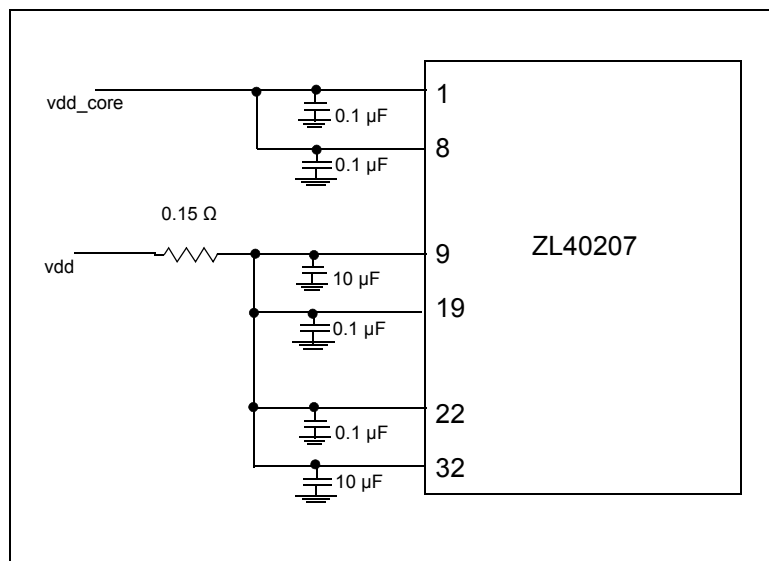 vdd_core
1
0.1 µF
8
0.1 µF
0.15 Ω
ZL40207
vdd
9
10 µF
19
0.1 µF
22
0.1 µF
32
10 µF